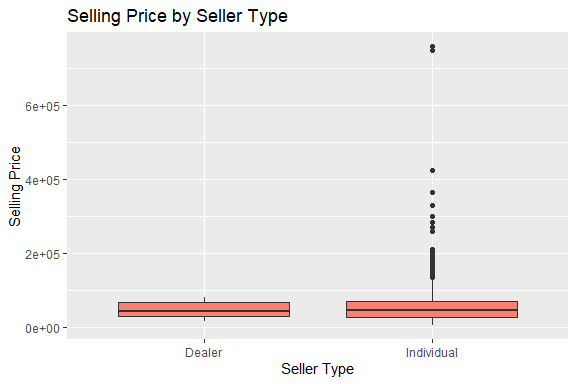 Selling Price by Seller Type
Selling Price
6e+05
4e+05
2e+05
0e+00
Dealer
Individual
Seller Type